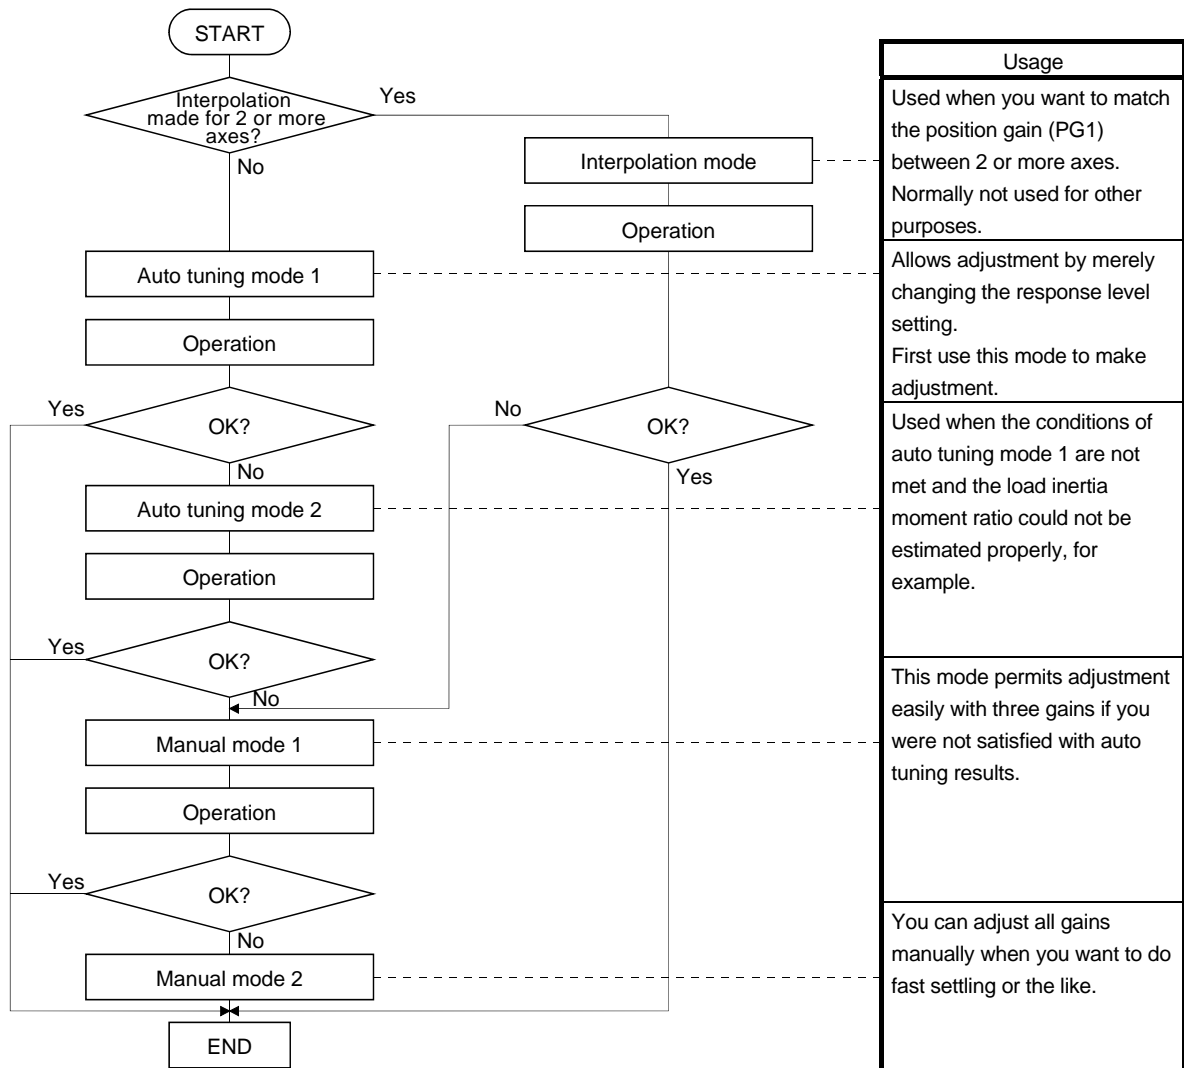 START
Interpolation
made for 2 or more
axes?
Yes
No
Interpolation mode
Operation
Auto tuning mode 1
Operation
Yes
OK?
No
No
OK?
Yes
Auto tuning mode 2
Operation
Yes
OK?
No
Manual mode 1
Operation
Yes
OK?
No
Manual mode 2
END
Usage
Used when you want to match
the position gain (PG1)
between 2 or more axes.
Normally not used for other
purposes.
Allows adjustment by merely
changing the response level
setting.
First use this mode to make
adjustment.
Used when the conditions of
auto tuning mode 1 are not
met and the load inertia
moment ratio could not be
estimated properly, for
example.
This mode permits adjustment
easily with three gains if you
were not satisfied with auto
tuning results.
You can adjust all gains
manually when you want to do
fast settling or the like.